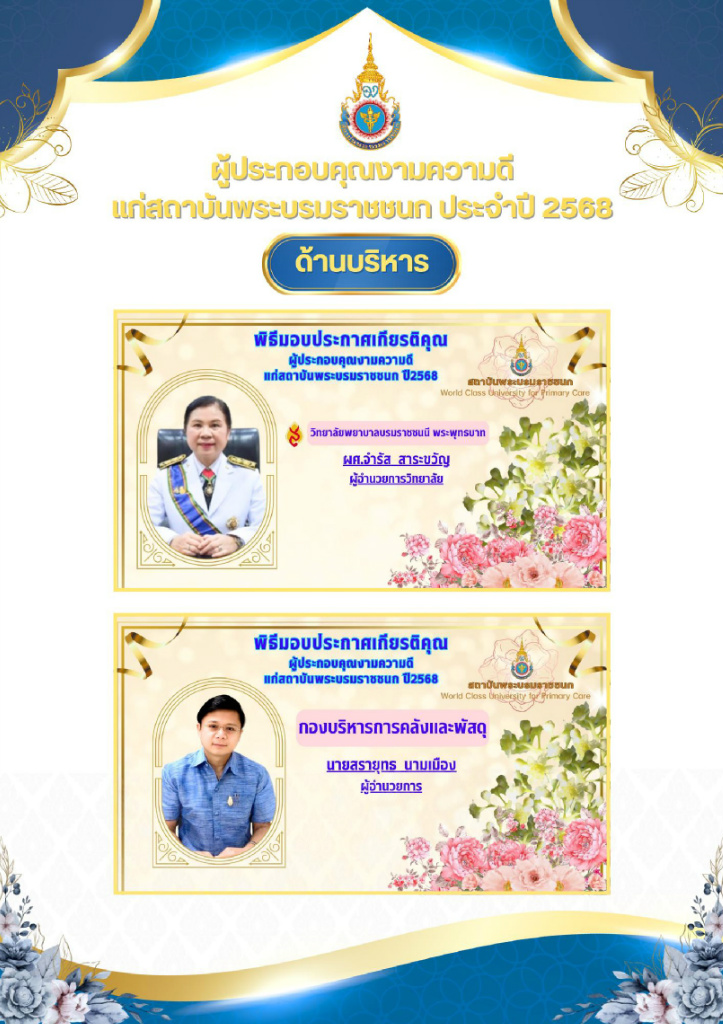 ผู้ประกอบคุณงามความดี
แก่สถาบันพระบรมราชชนก ประจำปี 2568
ด้านบริหาร
พิธีมอบประกาศเกียรติคุณ
ผู้ประกอบคุณงามความดี
แก่สถาบันพระบรมราชชนก ปี2568
สถาบันพระบรมราชชนก
World Class University for Primary Care
วิทยาลัยพยาบาลบรมราชชนนี พระพุทธบาท
ผศ.จำรัส สาระขวัญ
ผู้อำนวยการวิทยาลัย
พิธีมอบประกาศเกียรติคุณ
ผู้ประกอบคุณงามความดี
แก่สถาบันพระบรมราชชนก ปี2568
สถาบันพระบรมราชชนก
World Class University for Primary Care
กองบริหารการคลังและพัสดุ
นายสรายุทธ นามเมือง
ผู้อำนวยการ